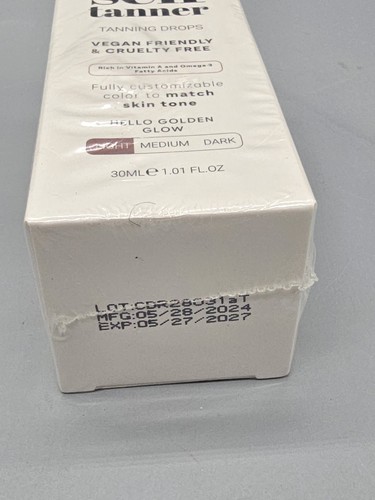 tanner
TANNING DROPS
VEGAN FRIENDLY
& CRUELTY FREE
Rich in Vitamin A and Omega-3
Fatty Acids
Fully customizable
color to match
skin tone
HELLO GOLDEN
GLOW
LIGHT MEDIUM DARK
30ML e 1.01 FL.OZ
MFG:05/28/2024
EXP:05/27/2027